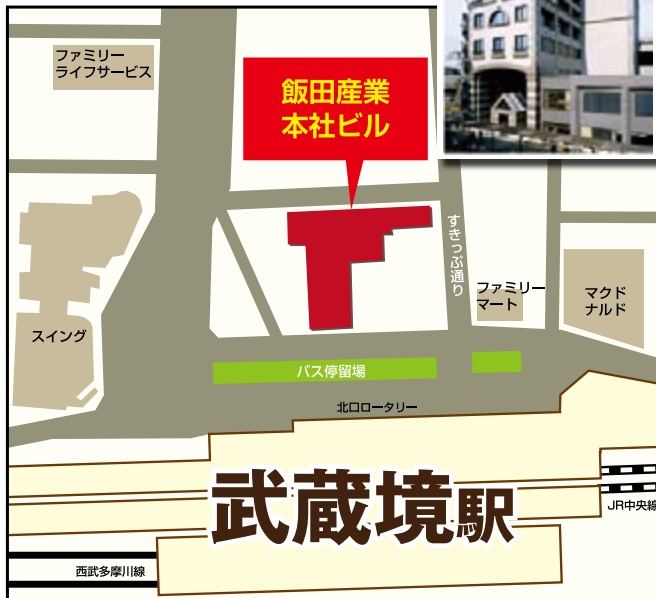 ファミリー
ライフサービス
飯田産業
本社ビル
すきっぷ通り
ファミリー
マート
マクド
ナルド
スイング
バス停留場
北口ロータリー
武蔵境駅
JR中央線
西武多摩川線